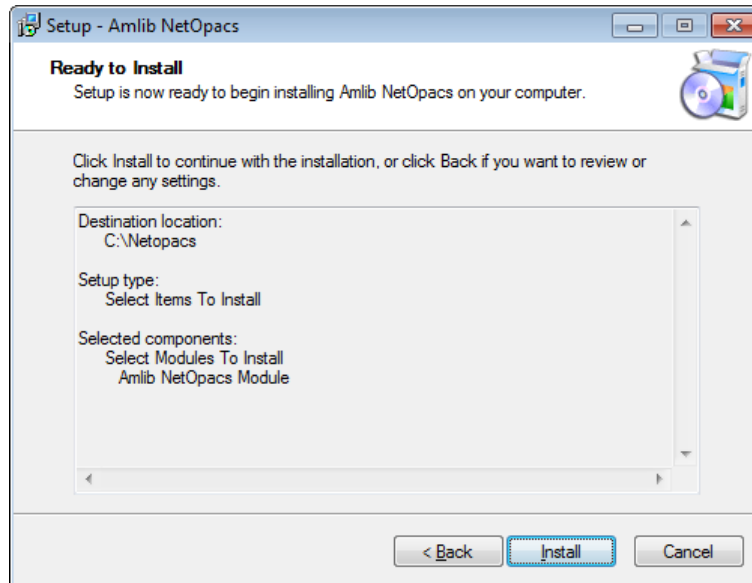 Setup - Amlib NetOpacs
Ready to Install
Setup is now ready to begin installing Amlib NetOpacs on your computer.
Click Install to continue with the installation, or click Back if you want to review or
change any settings.
Destination location:
C:\Netopacs
Setup type:
Select Items To Install
Selected components:
Select Modules To Install
Amlib NetOpacs Module
< Back
Install
Cancel